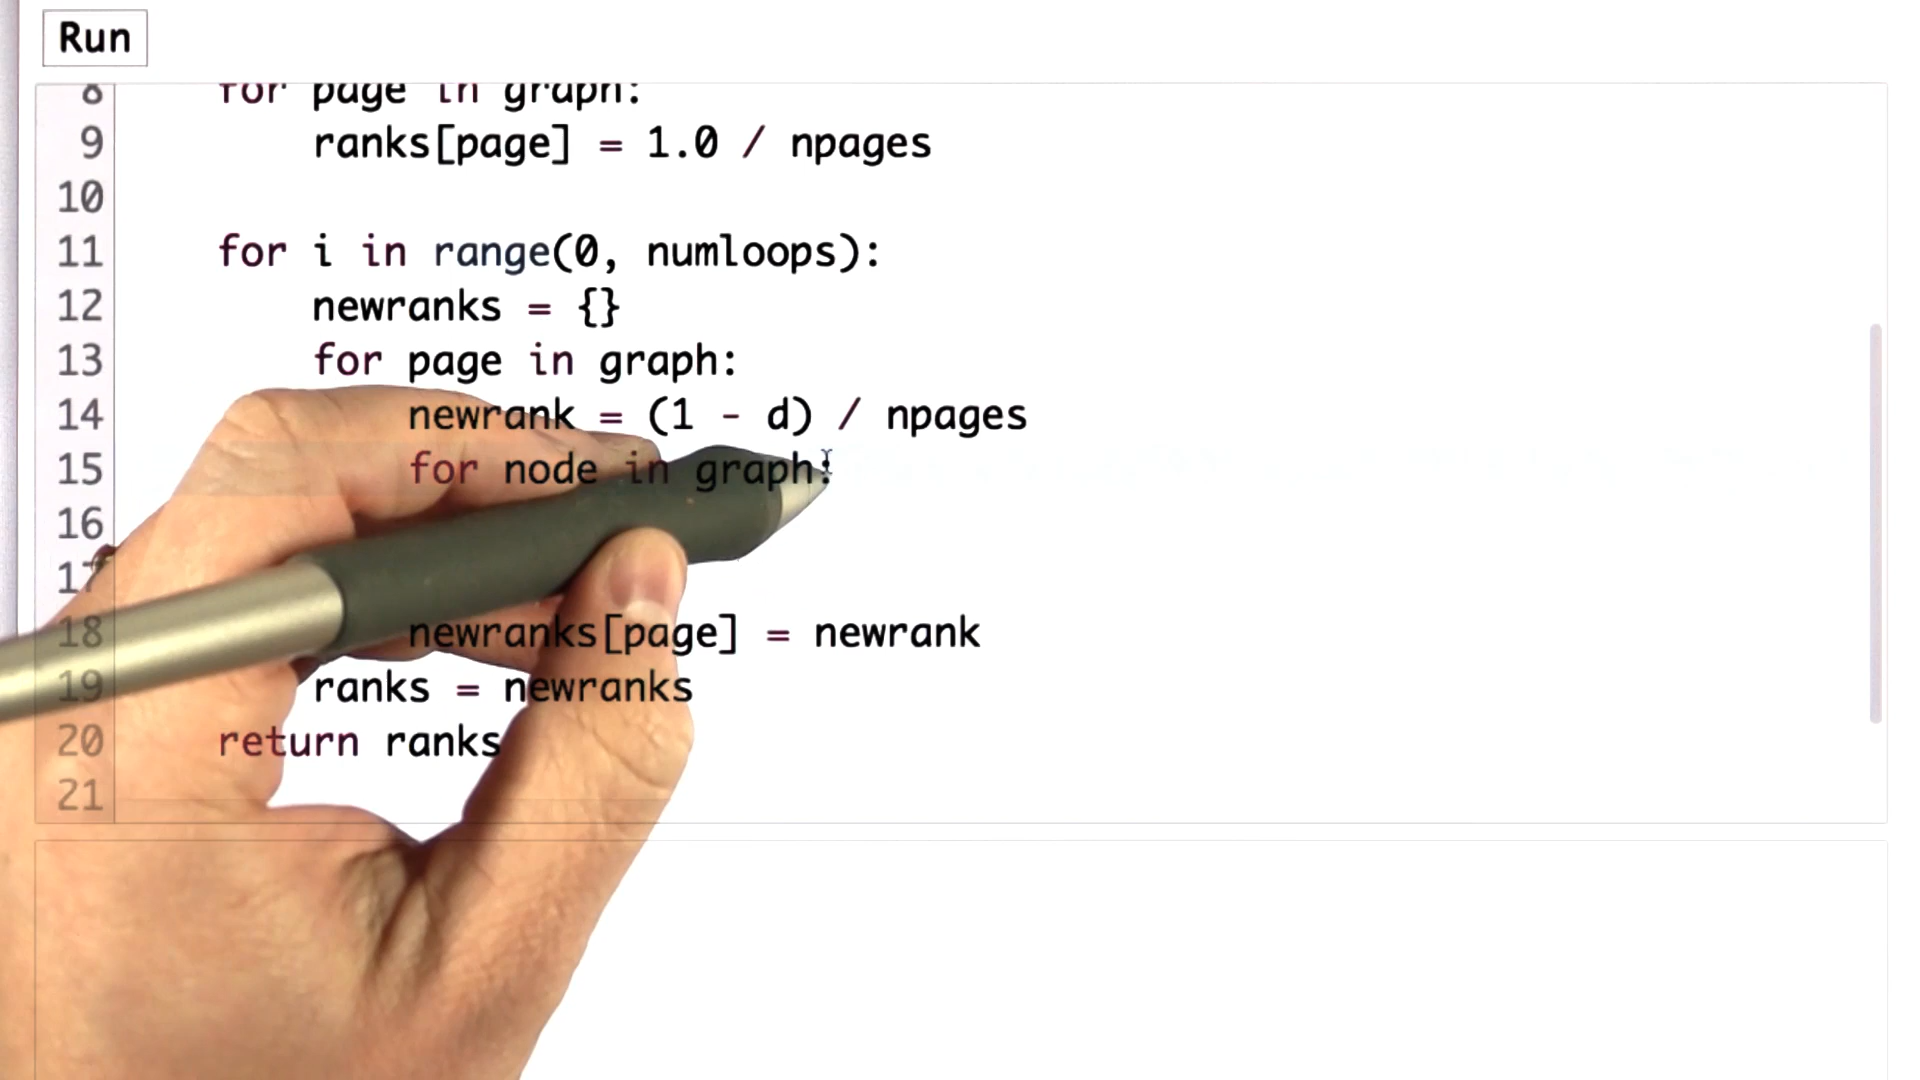 Run
8 for page in graph:
9 ranks[page] = 1.0 / npages
10
11 for i in range(0, numloops):
12 newranks = {}
13 for page in graph:
14 newrank = (1 - d) / npages
15 for node in graph:
16
17
18 newranks[page] = newrank
19 ranks = newranks
20 return ranks
21